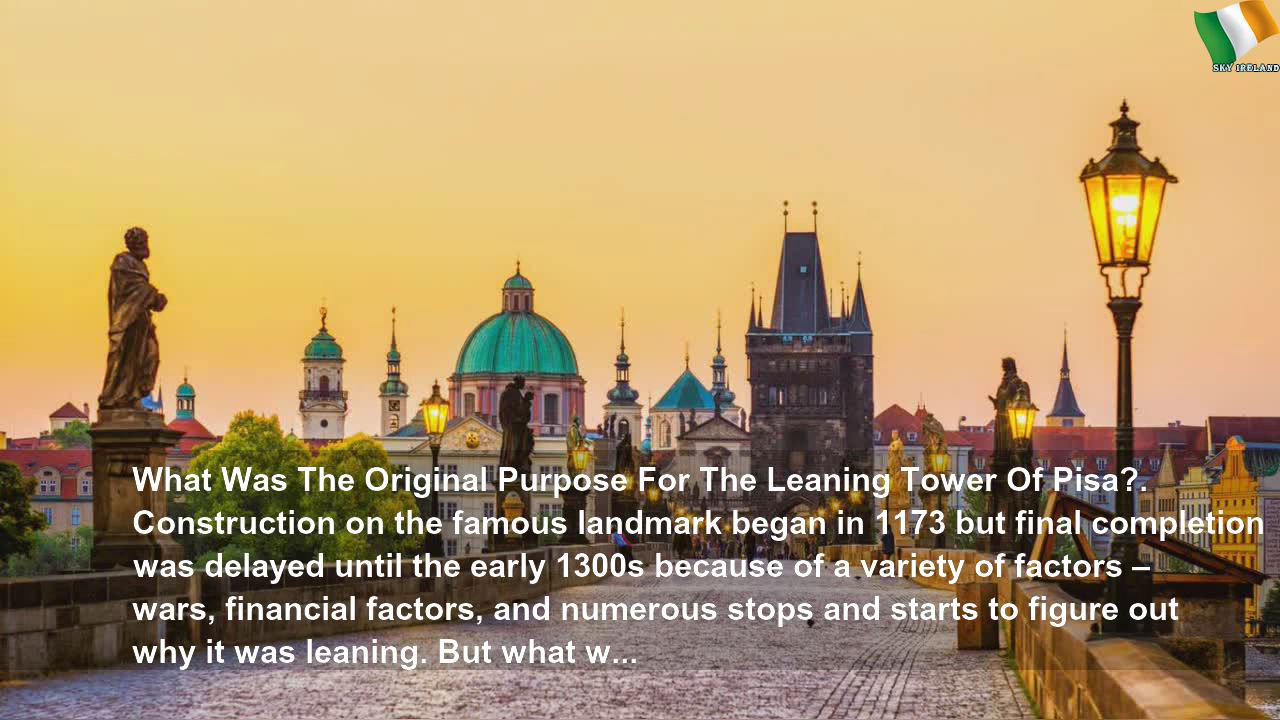 SKY IRELAND
What Was The Original Purpose For The Leaning Tower Of Pisa?.
Construction on the famous landmark began in 1173 but final completion
was delayed until the early 1300s because of a variety of factors –
wars, financial factors, and numerous stops and starts to figure out
why it was leaning. But what w...